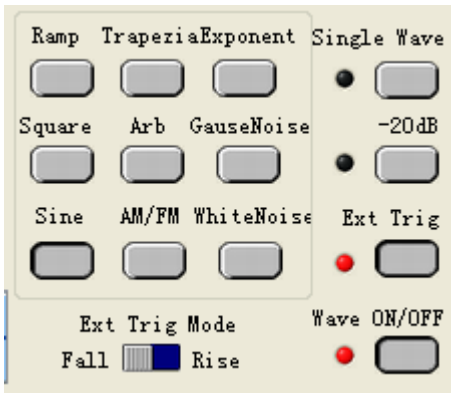 Ramp TrapeziaExponent Single Wave
Square Arb GauseNoise -20dB
Sine AM/FM WhiteNoise Ext Trig
Ext Trig Mode Wave ON/OFF
Fall Rise